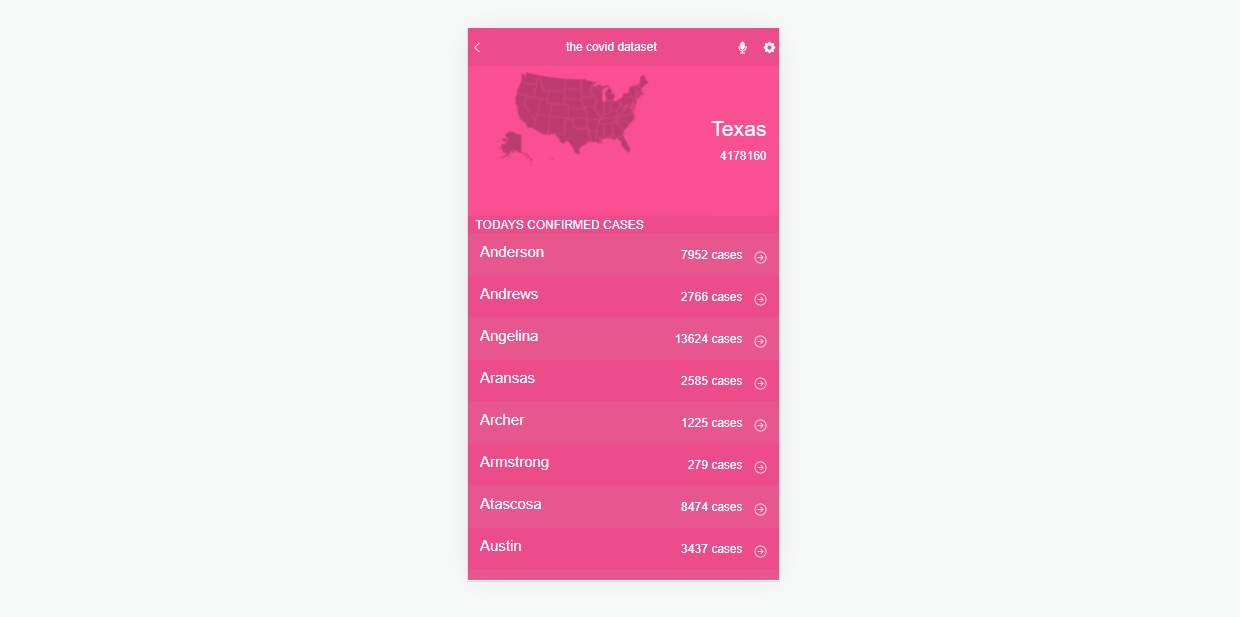 the covid dataset
Texas
4178160
TODAYS CONFIRMED CASES
Anderson 7952 cases
Andrews 2766 cases
Angelina 13624 cases
Aransas 2585 cases
Archer 1225 cases
Armstrong 279 cases
Atascosa 8474 cases
Austin 3437 cases